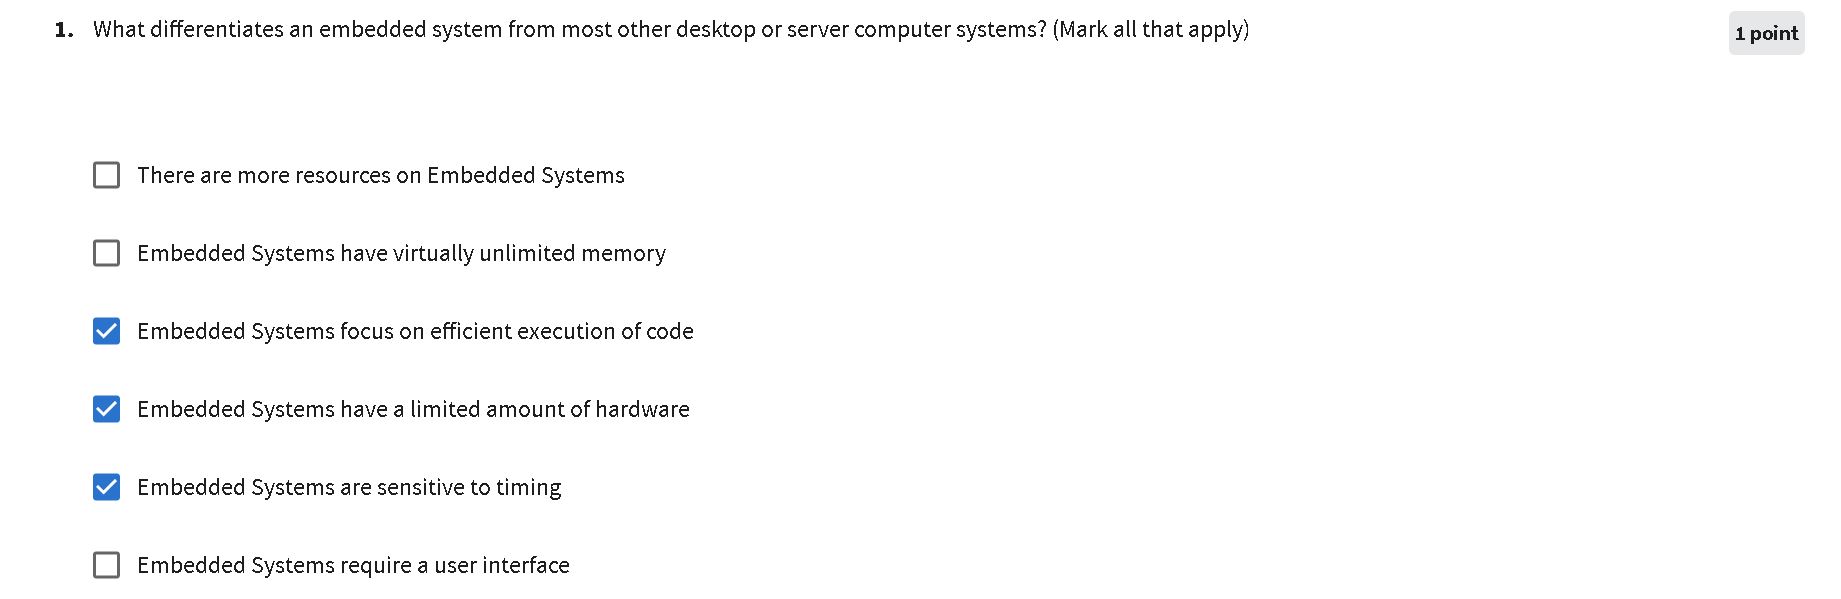 1. What differentiates an embedded system from most other desktop or server computer systems? (Mark all that apply)
1 point
There are more resources on Embedded Systems
Embedded Systems have virtually unlimited memory
Embedded Systems focus on efficient execution of code
Embedded Systems have a limited amount of hardware
Embedded Systems are sensitive to timing
Embedded Systems require a user interface